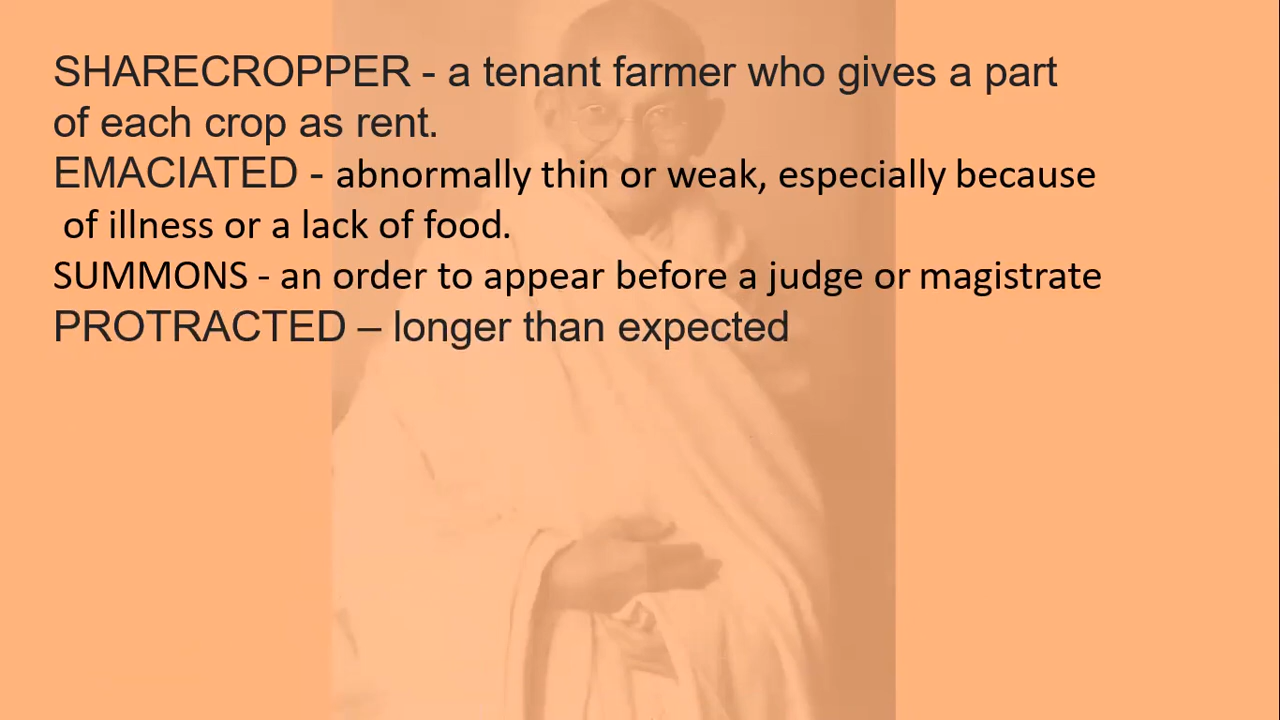 SHARECROPPER - a tenant farmer who gives a part
of each crop as rent.
EMACIATED - abnormally thin or weak, especially because
of illness or a lack of food.
SUMMONS - an order to appear before a judge or magistrate
PROTRACTED – longer than expected